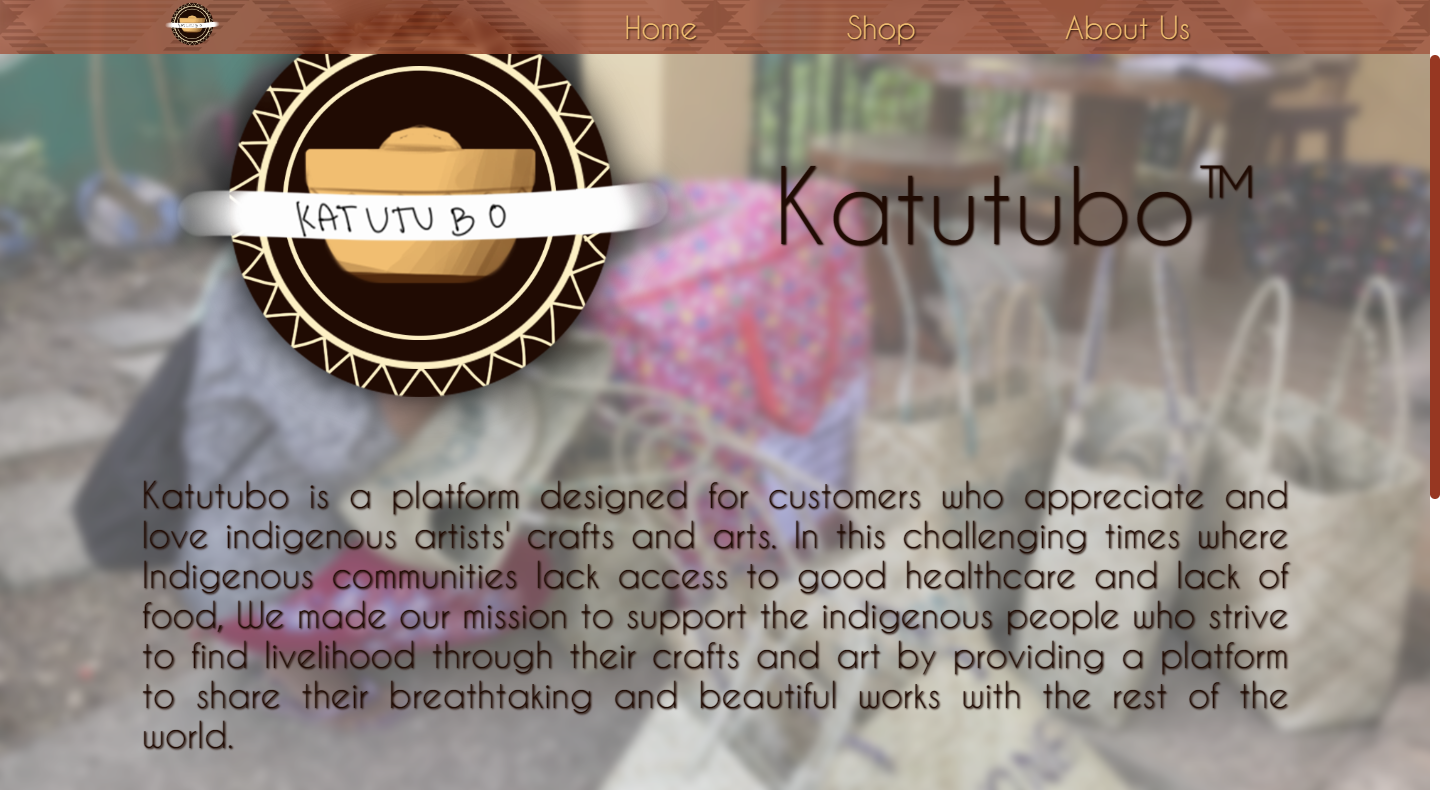 Home Shop About Us
KATUTUBO
Katutubo™
Katutubo is a platform designed for customers who appreciate and
love indigenous artists' crafts and arts. In this challenging times where
Indigenous communities lack access to good healthcare and lack of
food, We made our mission to support the indigenous people who strive
to find livelihood through their crafts and art by providing a platform
to share their breathtaking and beautiful works with the rest of the
world.